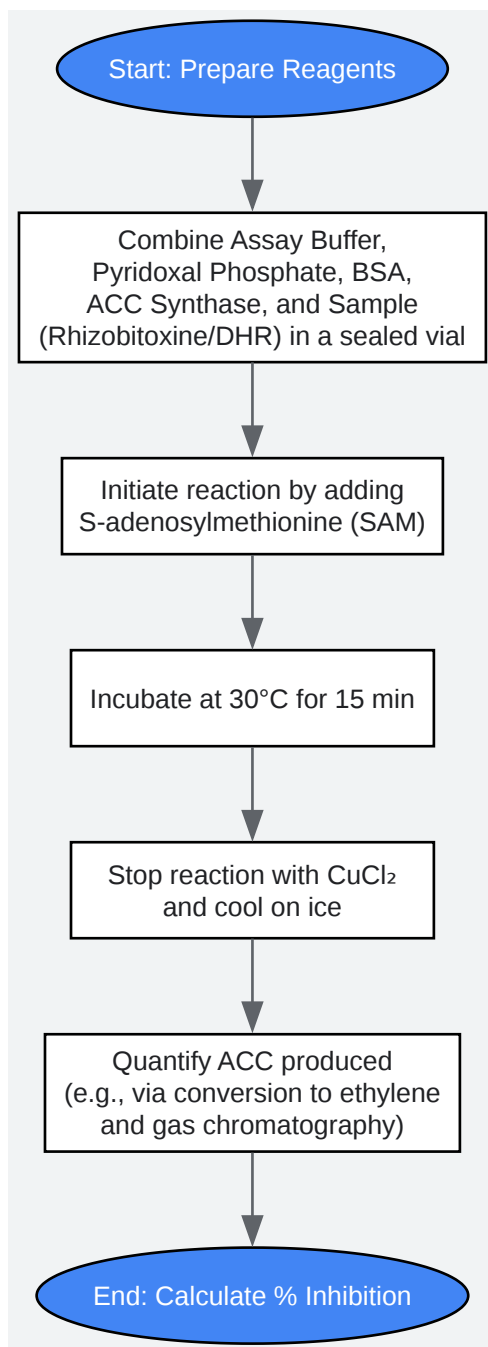 Start: Prepare Reagents
Combine Assay Buffer,
Pyridoxal Phosphate, BSA,
ACC Synthase, and Sample
(Rhizobitoxine/DHR) in a sealed vial
Initiate reaction by adding
S-adenosylmethionine (SAM)
Incubate at 30°C for 15 min
Stop reaction with CuCl₂
and cool on ice
Quantify ACC produced
(e.g., via conversion to ethylene
and gas chromatography)
End: Calculate % Inhibition